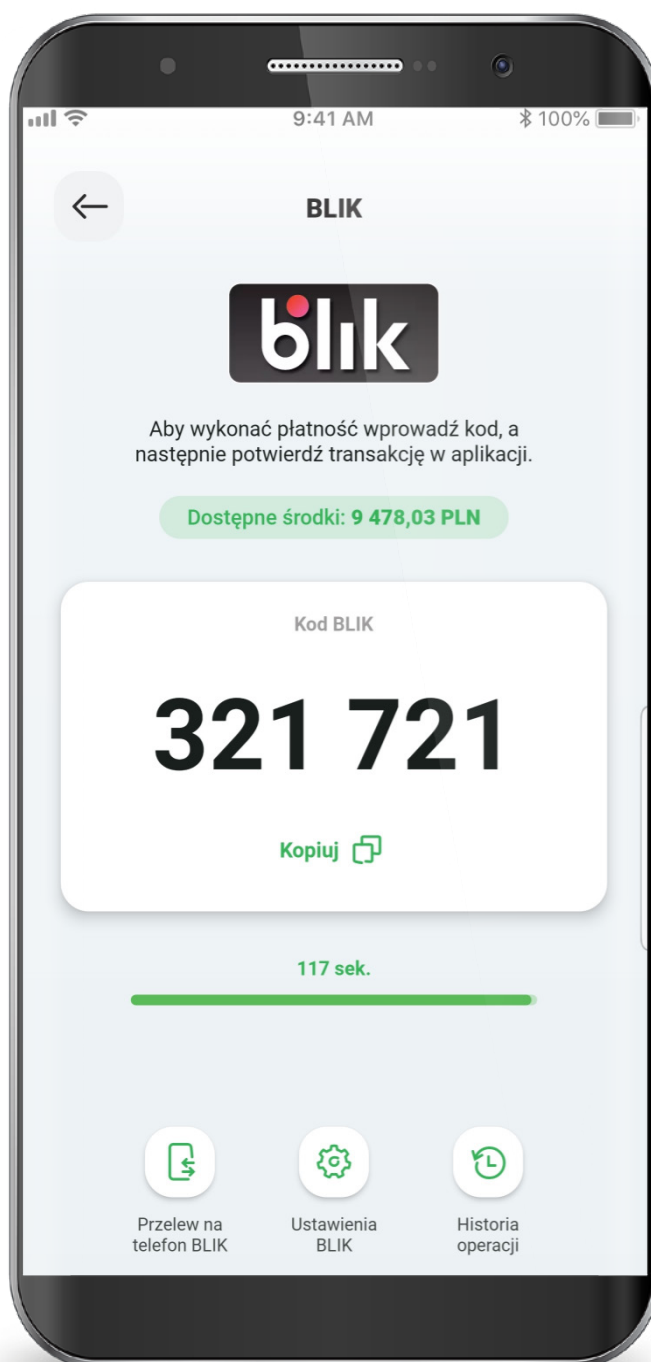 9:41 AM
100%
BLIK
blik
Aby wykonać płatność wprowadź kod, a
następnie potwierdź transakcję w aplikacji.
Dostępne środki: 9 478,03 PLN
Kod BLIK
321 721
Kopiuj
117 sek.
Przelew na
telefon BLIK
Ustawienia
BLIK
Historia
operacji